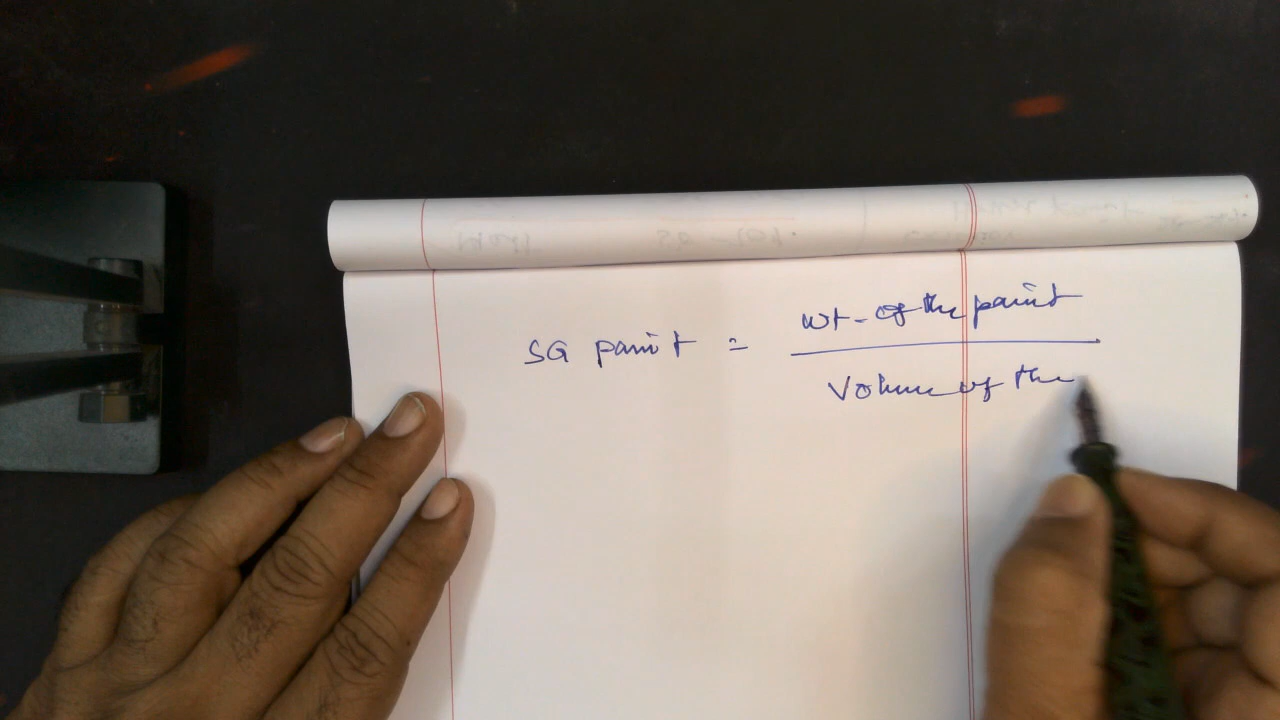 wt. of the paint
SG paint =
Volume of the